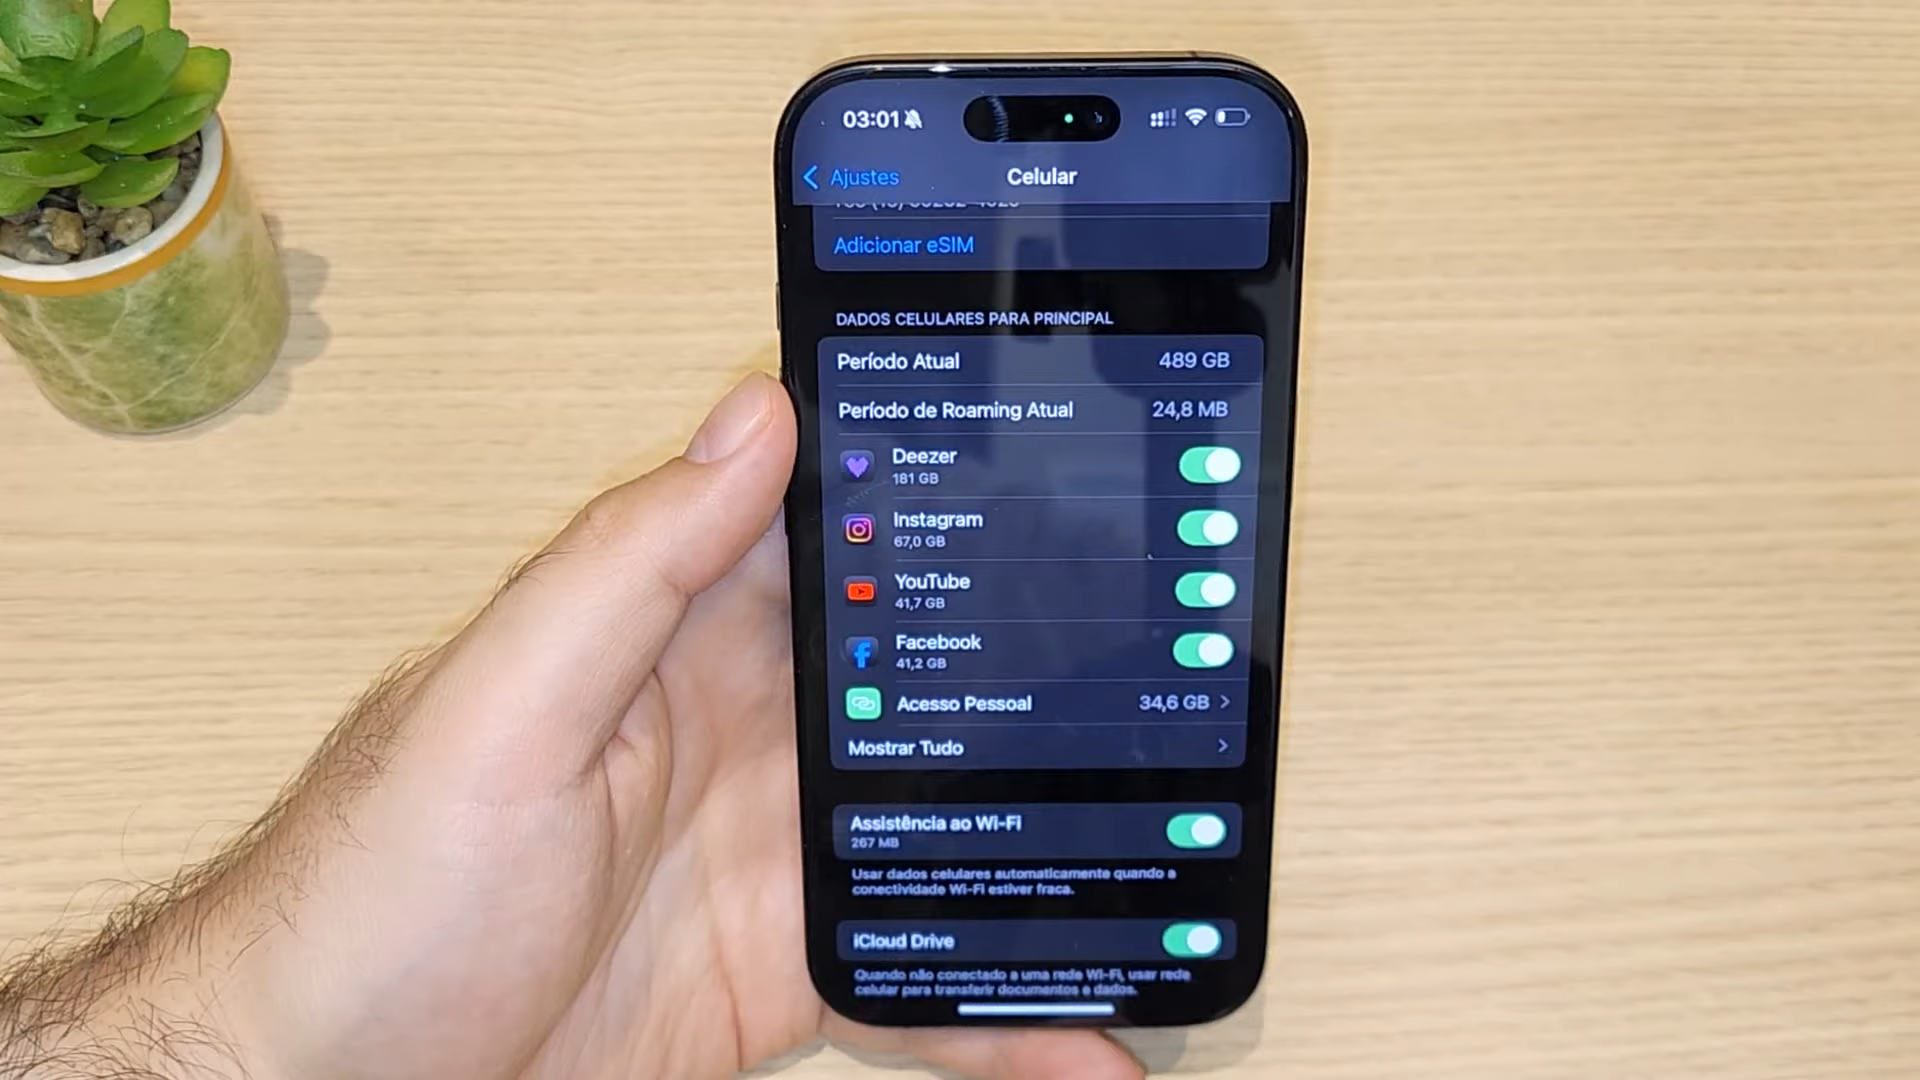 03:01
Ajustes
Celular
Adicionar eSIM
DADOS CELULARES PARA PRINCIPAL
Período Atual
489 GB
Período de Roaming Atual
24,8 MB
Deezer
181 GB
Instagram
67,0 GB
YouTube
41,7 GB
Facebook
41,2 GB
Acesso Pessoal
34,6 GB
Mostrar Tudo
Assistência ao Wi-Fi
267 MB
Usar dados celulares automaticamente quando a
conectividade Wi-Fi estiver fraca.
iCloud Drive
Quando não conectado a uma rede Wi-Fi, usar rede
celular para transferir documentos e dados.